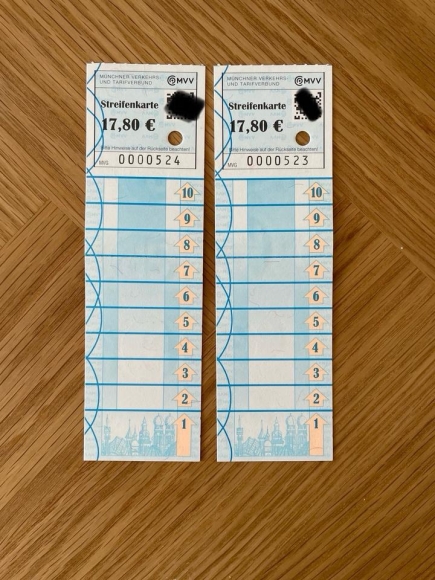 MÜNCHNER VERKEHRS-
UND TARIFVERBUND
MVV
Streifenkarte
17,80 €
Bitte Hinweise auf der Rückseite beachten!
MVG 0000524
10
9
8
7
6
5
4
3
2
1
MÜNCHNER VERKEHRS-
UND TARIFVERBUND
MVV
Streifenkarte
17,80 €
Bitte Hinweise auf der Rückseite beachten!
MVG 0000523
10
9
8
7
6
5
4
3
2
1